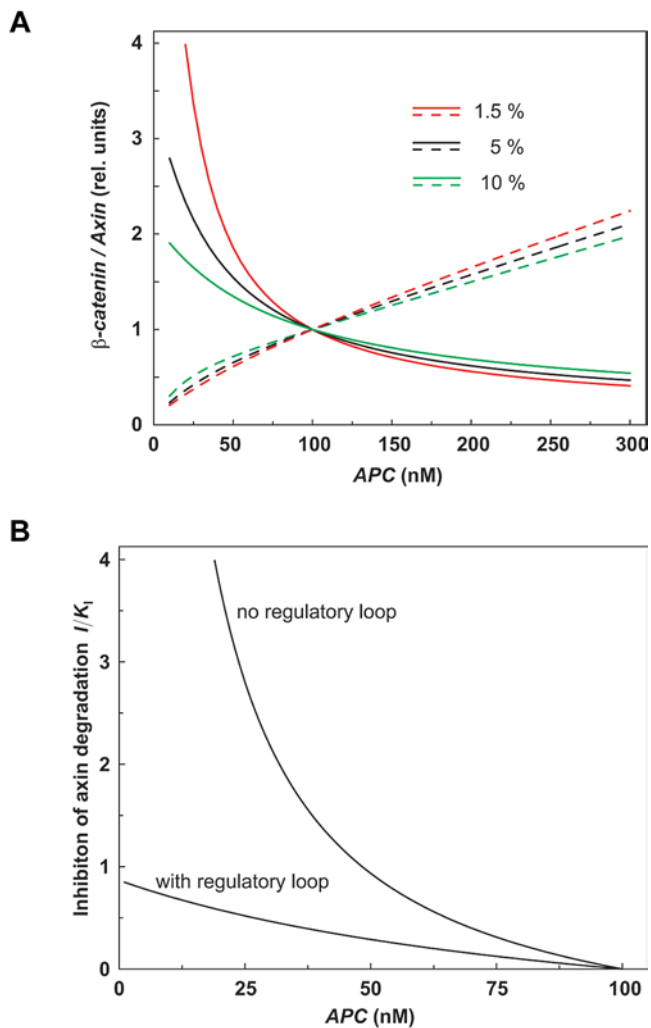 A
4
3
2
1
0
β-catenin / Axin (rel. units)
1.5 %
5 %
10 %
0 50 100 150 200 250 300
APC (nM)
B
4
3
2
1
0
Inhibiton of axin degradation I/K_I
no regulatory loop
with regulatory loop
0 25 50 75 100
APC (nM)